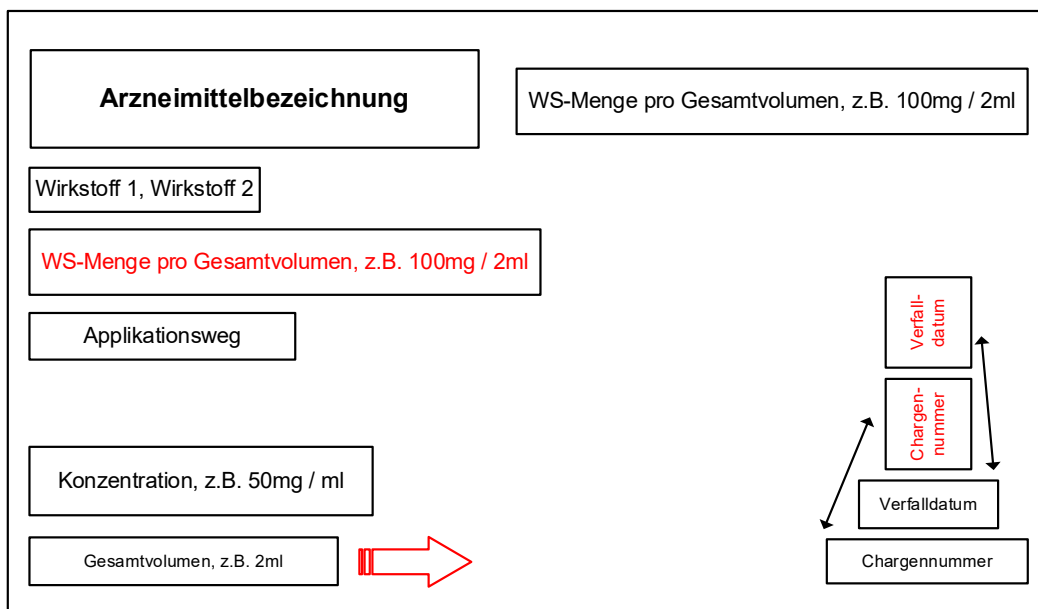 Arzneimittelbezeichnung
WS-Menge pro Gesamtvolumen, z.B. 100mg / 2ml
Wirkstoff 1, Wirkstoff 2
WS-Menge pro Gesamtvolumen, z.B. 100mg / 2ml
Applikationsweg
Verfall-
datum
Chargen-
nummer
Konzentration, z.B. 50mg / ml
Verfalldatum
Gesamtvolumen, z.B. 2ml
Chargennummer